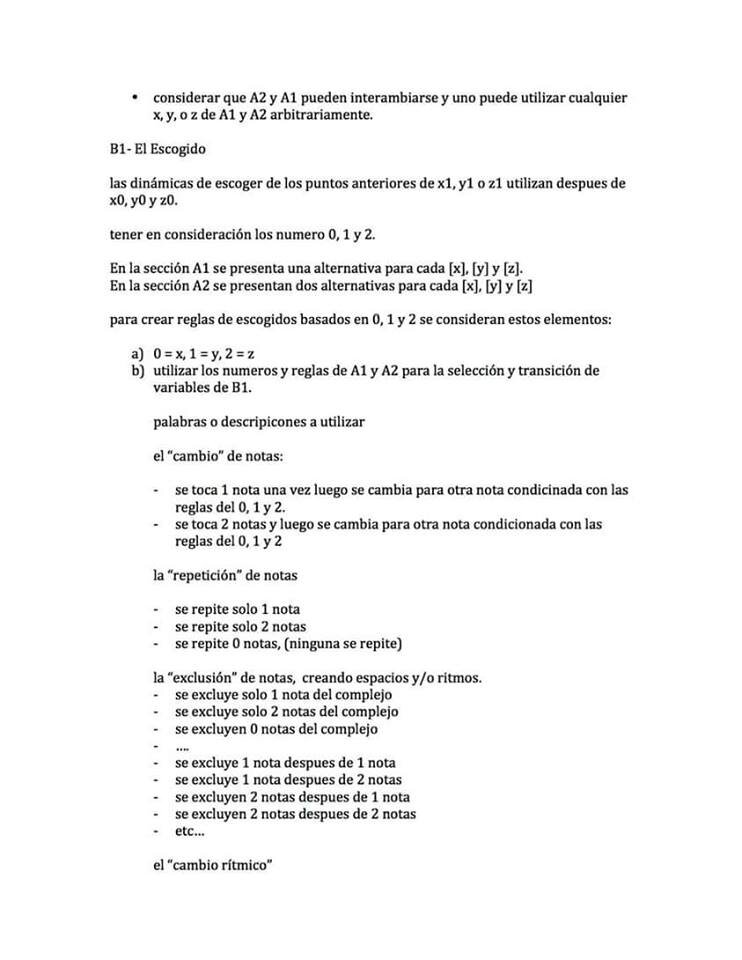 • considerar que A2 y A1 pueden interambiarse y uno puede utilizar cualquier
x, y, o z de A1 y A2 arbitrariamente.
B1- El Escogido
las dinámicas de escoger de los puntos anteriores de x1, y1 o z1 utilizan despues de
x0, y0 y z0.
tener en consideración los numero 0, 1 y 2.
En la sección A1 se presenta una alternativa para cada [x], [y] y [z].
En la sección A2 se presentan dos alternativas para cada [x], [y] y [z]
para crear reglas de escogidos basados en 0, 1 y 2 se consideran estos elementos:
a) 0 = x, 1 = y, 2 = z
b) utilizar los numeros y reglas de A1 y A2 para la selección y transición de
variables de B1.
palabras o descripicones a utilizar
el “cambio” de notas:
- se toca 1 nota una vez luego se cambia para otra nota condicinada con las
reglas del 0, 1 y 2.
- se toca 2 notas y luego se cambia para otra nota condicionada con las
reglas del 0, 1 y 2
la “repetición” de notas
- se repite solo 1 nota
- se repite solo 2 notas
- se repite 0 notas, (ninguna se repite)
la “exclusión” de notas, creando espacios y/o ritmos.
- se excluye solo 1 nota del complejo
- se excluye solo 2 notas del complejo
- se excluyen 0 notas del complejo
- ....
- se excluye 1 nota despues de 1 nota
- se excluye 1 nota despues de 2 notas
- se excluyen 2 notas despues de 1 nota
- se excluyen 2 notas despues de 2 notas
- etc...
el “cambio rítmico”